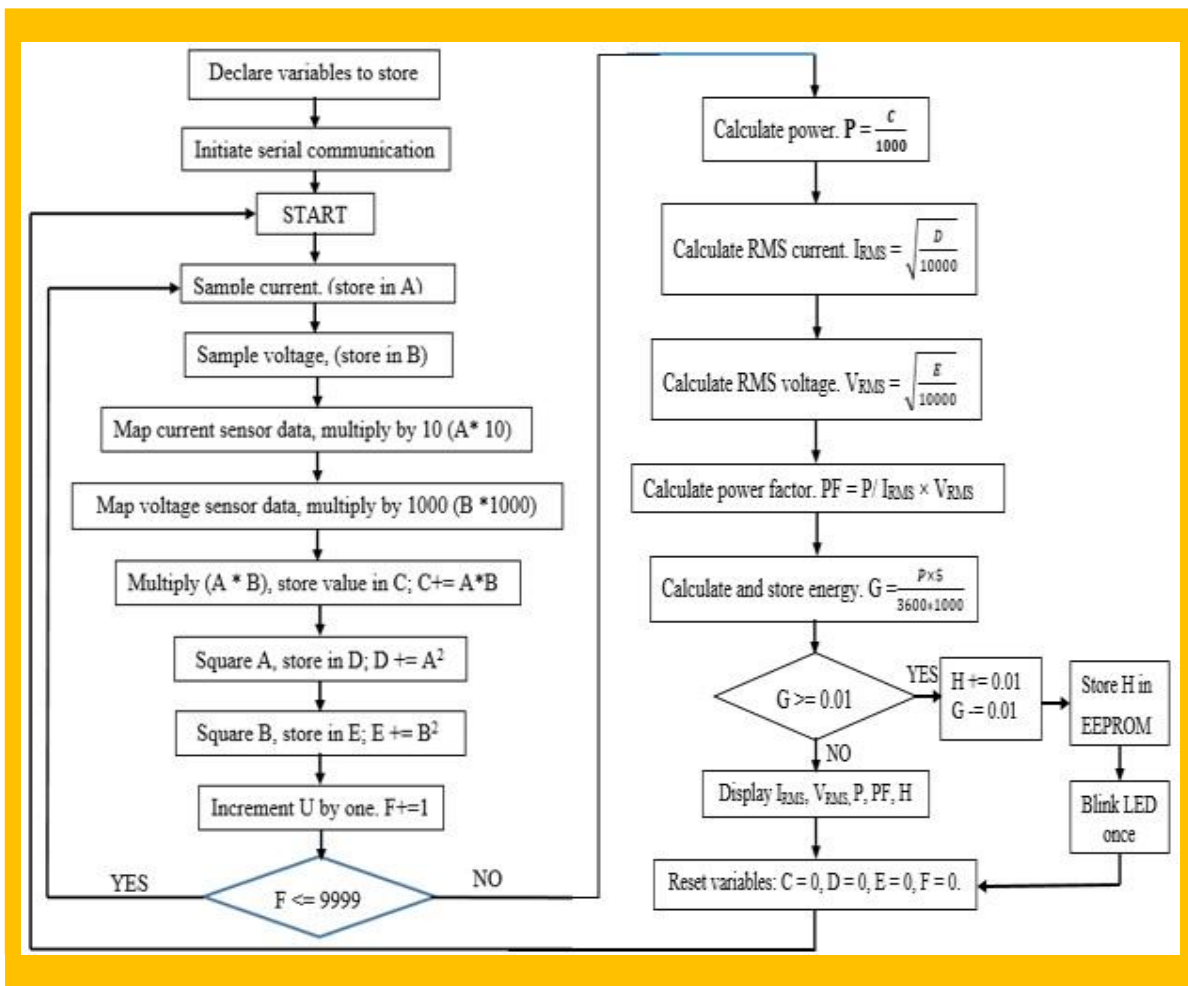 Declare variables to store
Initiate serial communication
START
Sample current. (store in A)
Sample voltage, (store in B)
Map current sensor data, multiply by 10 (A* 10)
Map voltage sensor data, multiply by 1000 (B *1000)
Multiply (A * B), store value in C; C+= A*B
Square A, store in D; D += A²
Square B, store in E; E += B²
Increment U by one. F+=1
YES
F <= 9999
NO
Calculate power. P = C/1000
Calculate RMS current. IRMS = √(D/10000)
Calculate RMS voltage. VRMS = √(E/10000)
Calculate power factor. PF = P/ IRMS × VRMS
Calculate and store energy. G = P×5/3600*1000
G >= 0.01
YES
H += 0.01
G -= 0.01
Store H in
EEPROM
Blink LED
once
NO
Display IRMS, VRMS, P, PF, H
Reset variables: C = 0, D = 0, E = 0, F = 0.